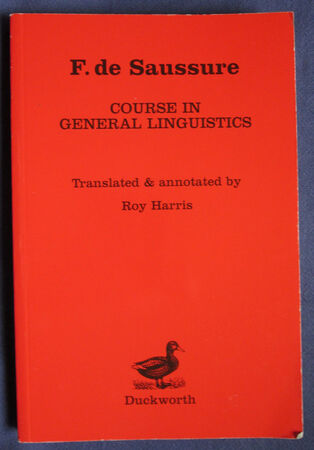 F. de Saussure
COURSE IN
GENERAL LINGUISTICS
Translated & annotated by
Roy Harris
Duckworth